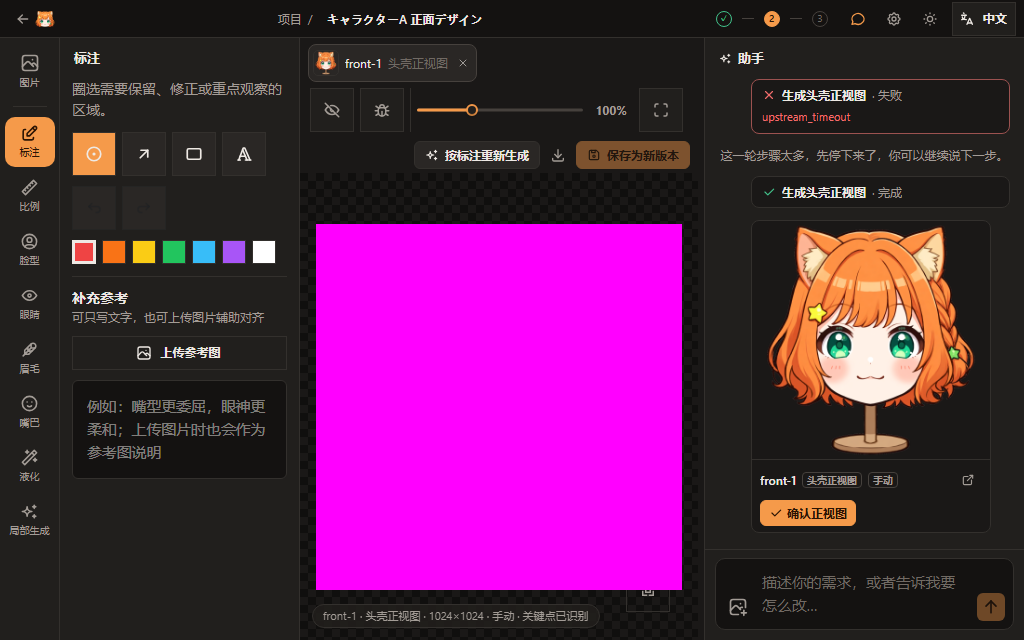 项目 / キャラクターA 正面デザイン
2
3
中文
图片
标注
比例
脸型
眼睛
眉毛
嘴巴
液化
局部生成
标注
圈选需要保留、修正或重点观察的
区域。
A
补充参考
可只写文字，也可上传图片辅助对齐
上传参考图
例如：嘴型更委屈，眼神更
柔和；上传图片时也会作为
参考图说明
front-1 头壳正视图
100%
按标注重新生成
保存为新版本
front-1 · 头壳正视图 · 1024×1024 · 手动 · 关键点已识别
助手
生成头壳正视图 · 失败
upstream_timeout
这一轮步骤太多，先停下来了，你可以继续说下一步。
生成头壳正视图 · 完成
front-1 头壳正视图 手动
确认正视图
描述你的需求，或者告诉我要
怎么改...